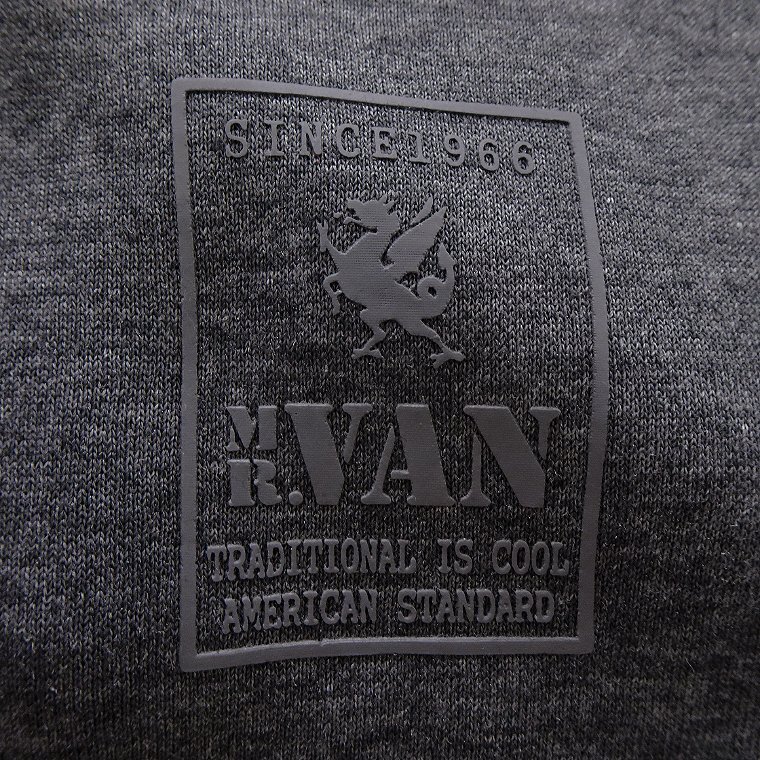 SINCE1966
MR.VAN
TRADITIONAL IS COOL
AMERICAN STANDARD